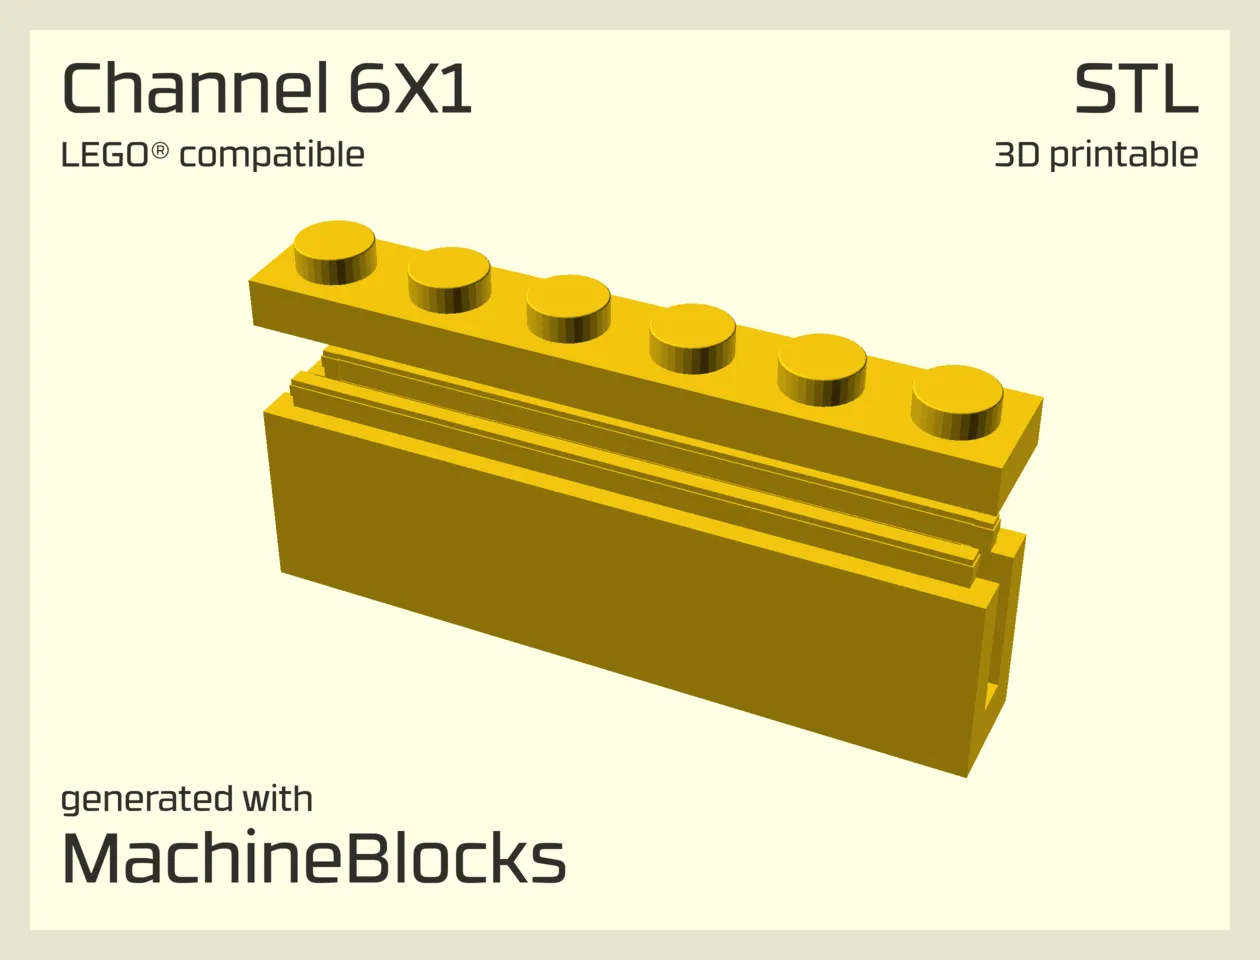 Channel 6X1
LEGO® compatible
STL
3D printable
generated with
MachineBlocks